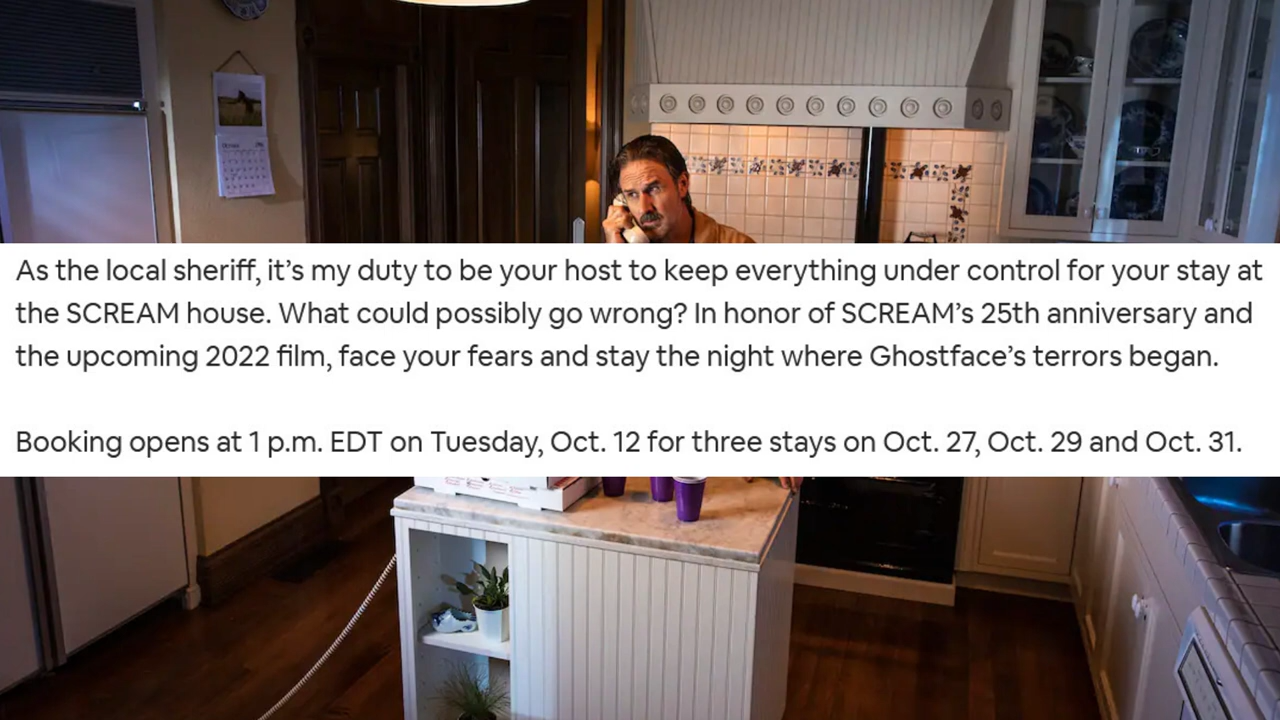 As the local sheriff, it’s my duty to be your host to keep everything under control for your stay at
the SCREAM house. What could possibly go wrong? In honor of SCREAM’s 25th anniversary and
the upcoming 2022 film, face your fears and stay the night where Ghostface’s terrors began.
Booking opens at 1 p.m. EDT on Tuesday, Oct. 12 for three stays on Oct. 27, Oct. 29 and Oct. 31.